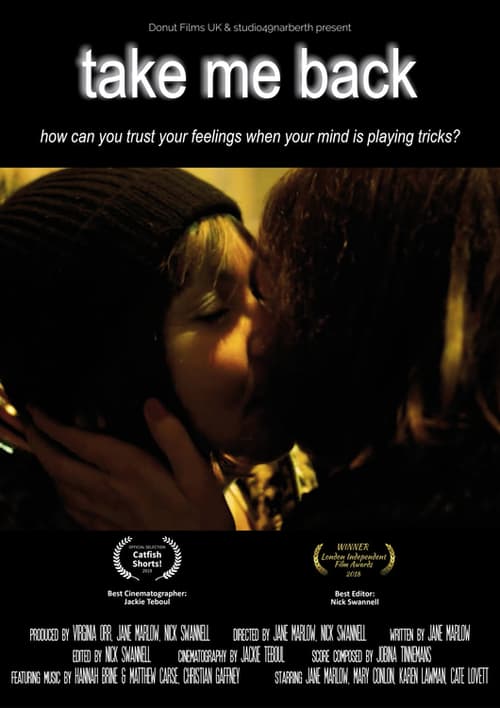 Donut Films UK & studio49narberth present
take me back
how can you trust your feelings when your mind is playing tricks?
OFFICIAL SELECTION
Catfish
Shorts!
2019
Best Cinematographer:
Jackie Teboul
WINNER
London Independent
Film Awards
2018
Best Editor:
Nick Swannell
PRODUCED BY VIRGINIA ORR, JANE MARLOW, NICK SWANNELL DIRECTED BY JANE MARLOW, NICK SWANNELL WRITTEN BY JANE MARLOW
EDITED BY NICK SWANNELL CINEMATOGRAPHY BY JACKIE TEBOUL SCORE COMPOSED BY JOBINA TINNEMANS
FEATURING MUSIC BY HANNAH BRINE & MATTHEW CARSE, CHRISTIAN GAFFNEY STARRING JANE MARLOW, MARY CONLON, KAREN LAWMAN, CATE LOVETT